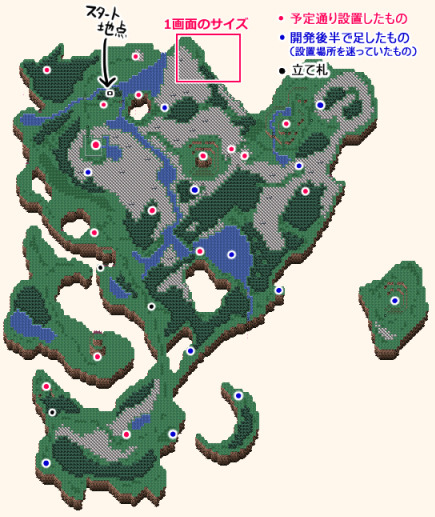 スタート
地点
1画面のサイズ
• 予定通り設置したもの
• 開発後半で足したもの
(設置場所を迷っていたもの)
• 立て札